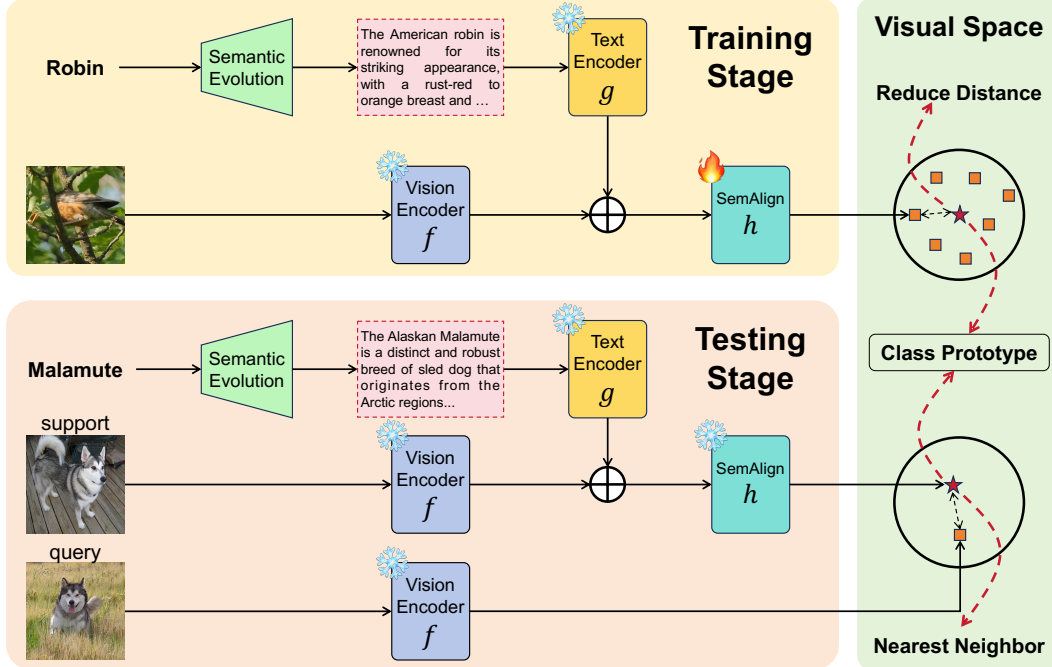 Robin
Semantic
Evolution
The American robin is
renowned for its
striking appearance,
with a rust-red to
orange breast and …
Text
Encoder
g
Training
Stage
Vision
Encoder
f
SemAlign
h
Visual Space
Reduce Distance
Class Prototype
Malamute
Semantic
Evolution
The Alaskan Malamute
is a distinct and robust
breed of sled dog that
originates from the
Arctic regions...
Text
Encoder
g
Testing
Stage
support
Vision
Encoder
f
SemAlign
h
query
Vision
Encoder
f
Nearest Neighbor